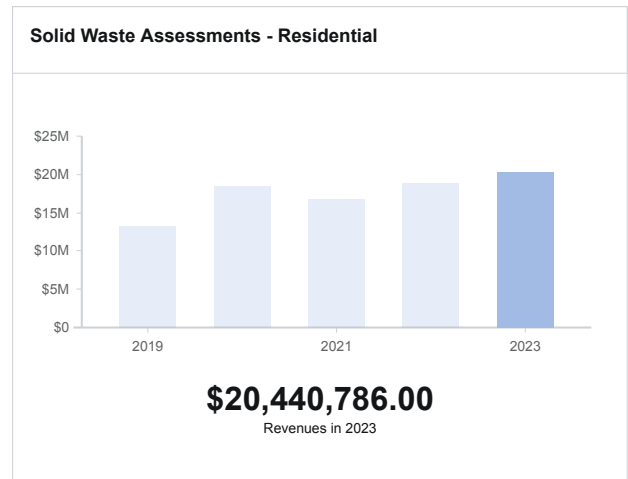 Solid Waste Assessments - Residential
$25M
$20M
$15M
$10M
$5M
$0
2019 2021 2023
$20,440,786.00
Revenues in 2023